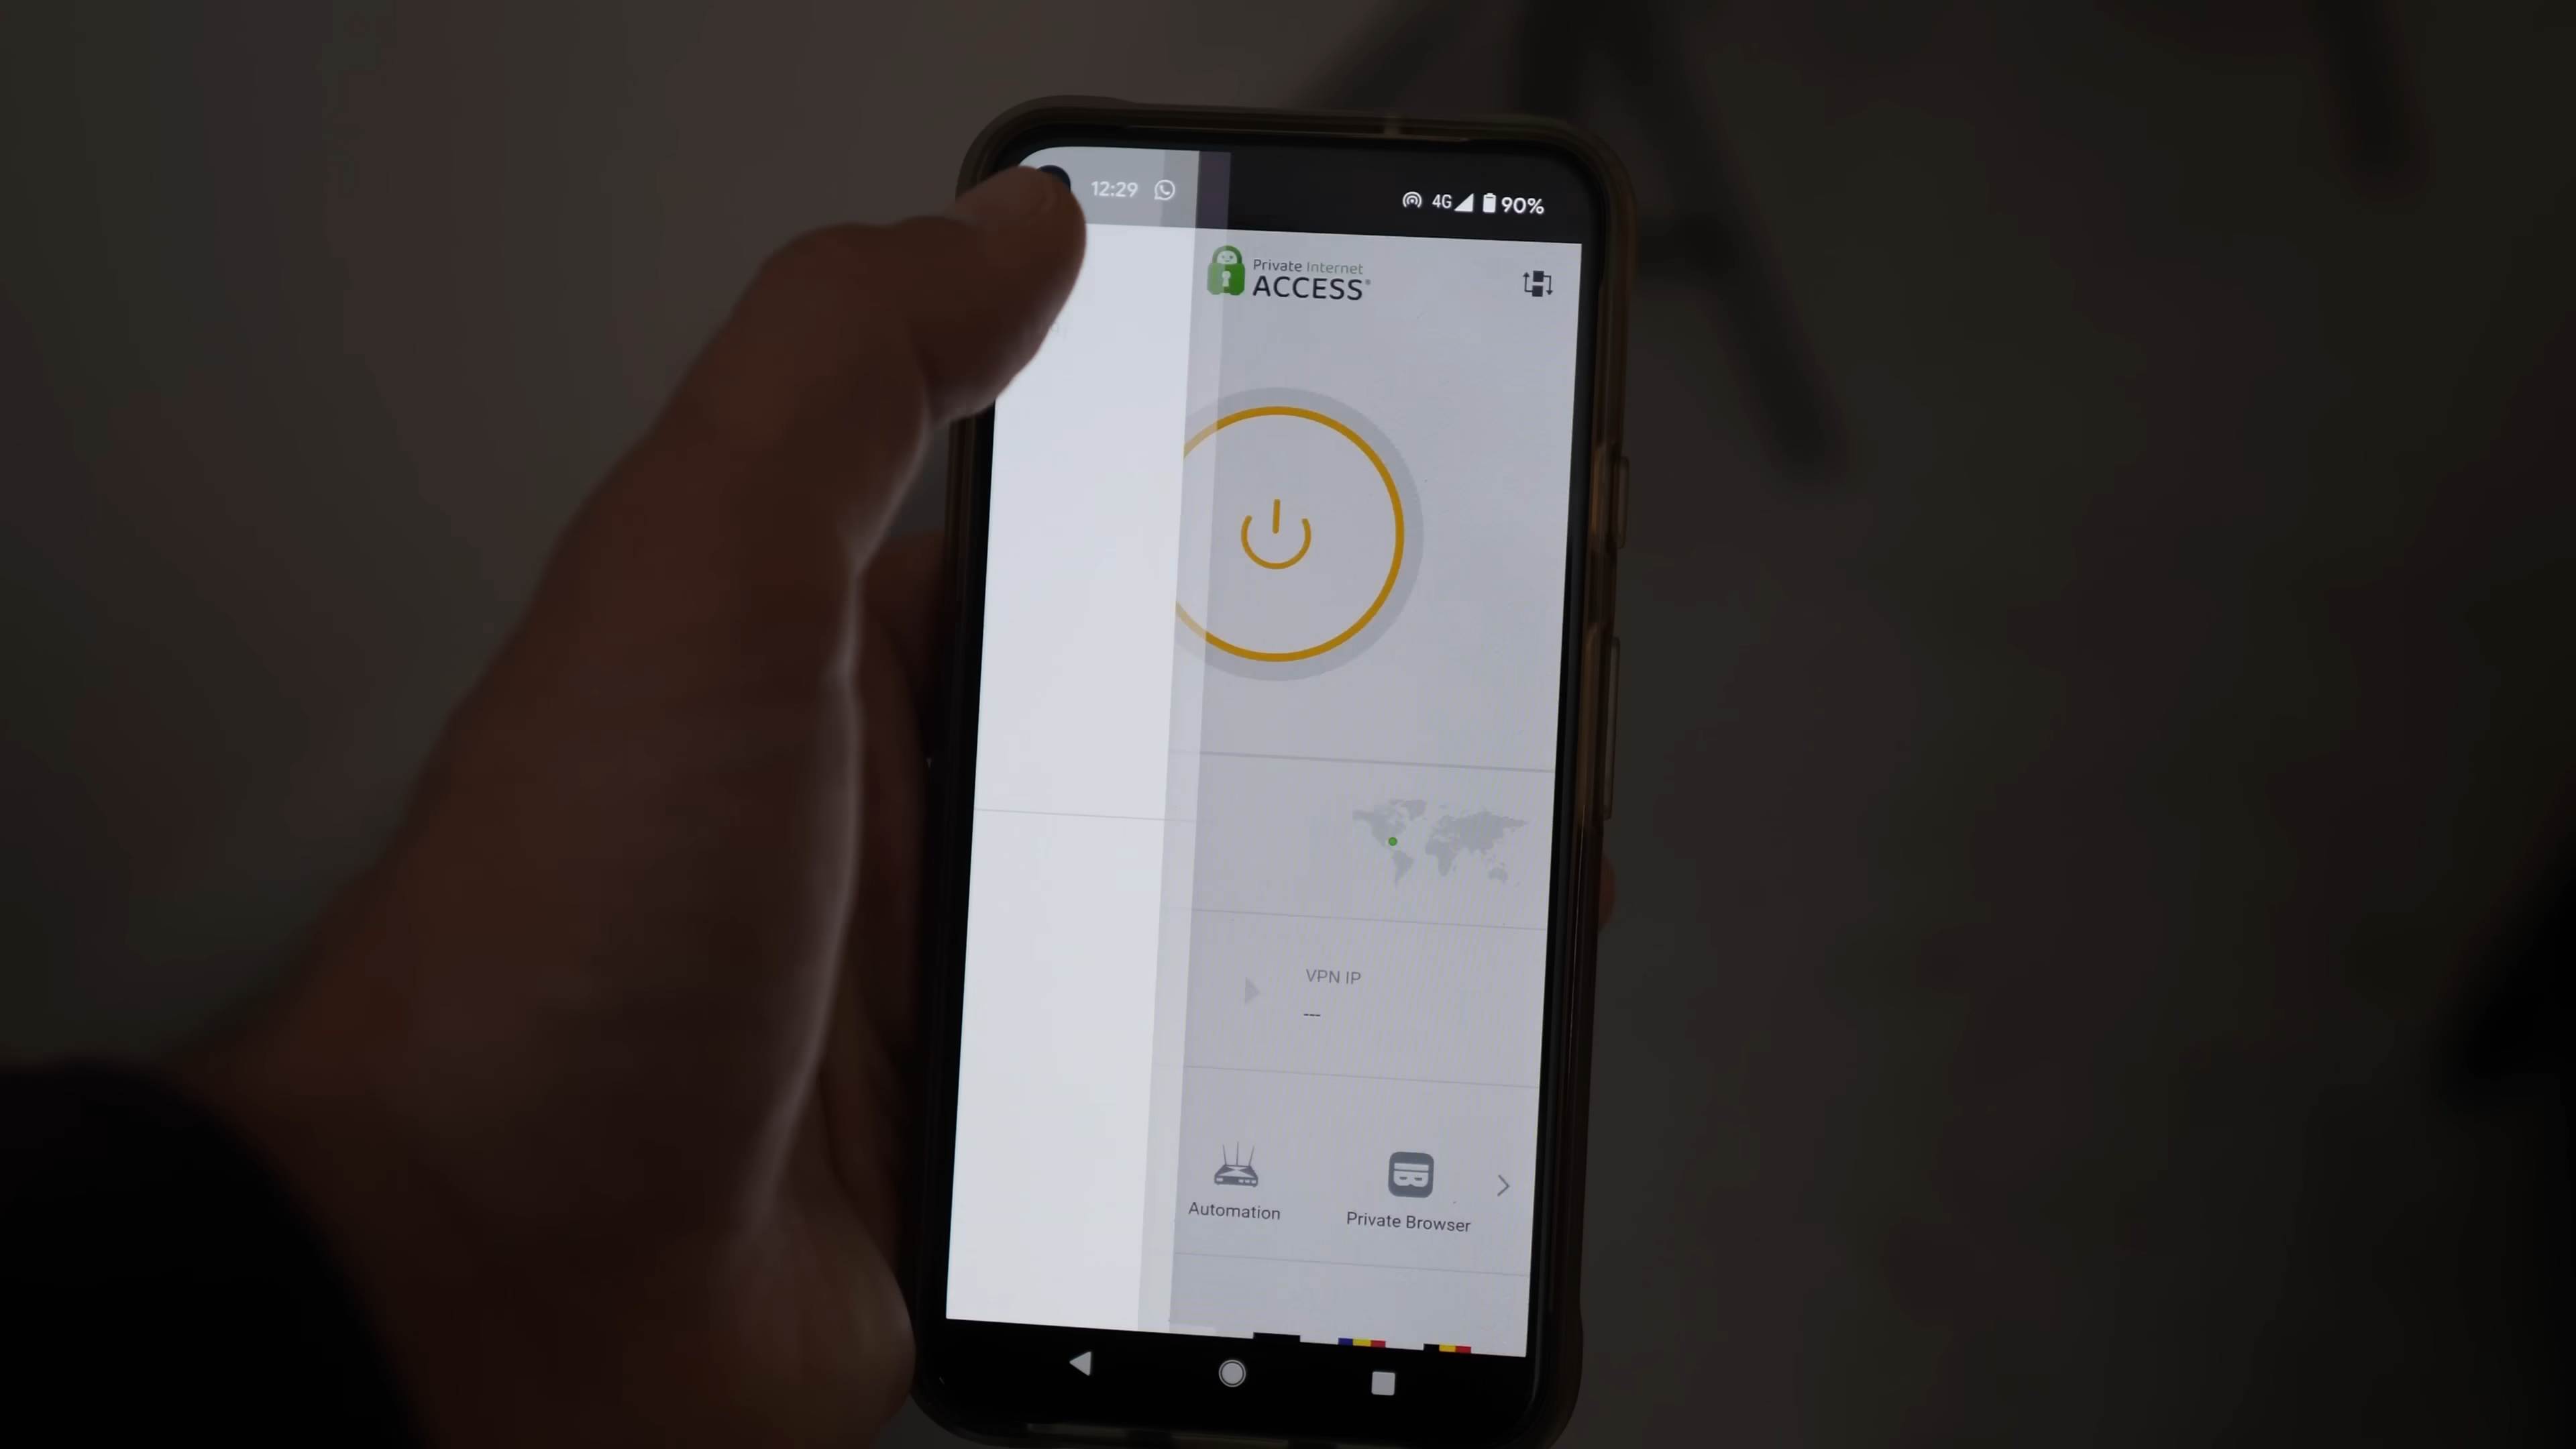 12:29
4G 90%
Private Internet
ACCESS®
VPN IP
---
Automation
Private Browser